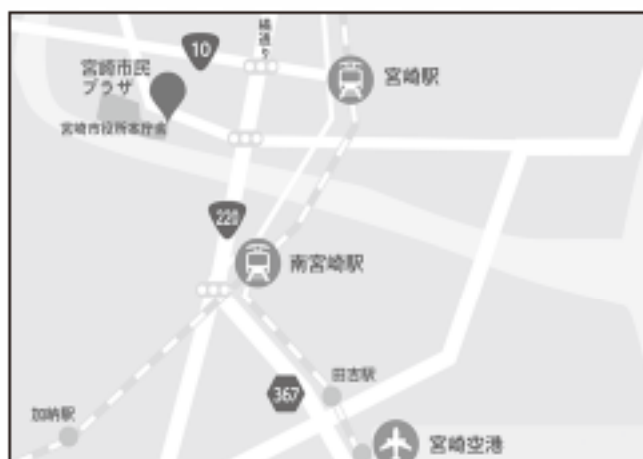 橘通り
10
宮崎駅
宮崎市民
プラザ
宮崎市役所本庁舎
220
南宮崎駅
367
田吉駅
加納駅
宮崎空港